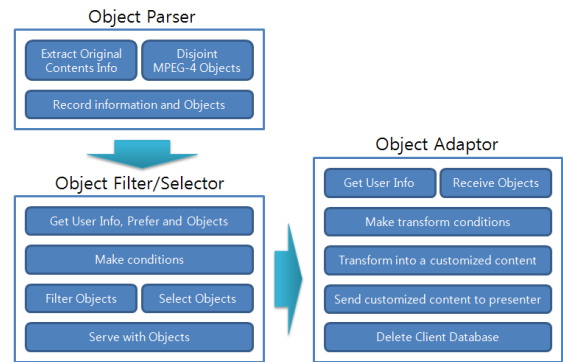 Object Parser
Extract Original
Contents Info
Disjoint
MPEG-4 Objects
Record information and Objects
Object Filter/Selector
Get User Info, Prefer and Objects
Make conditions
Filter Objects
Select Objects
Serve with Objects
Object Adaptor
Get User Info
Receive Objects
Make transform conditions
Transform into a customized content
Send customized content to presenter
Delete Client Database